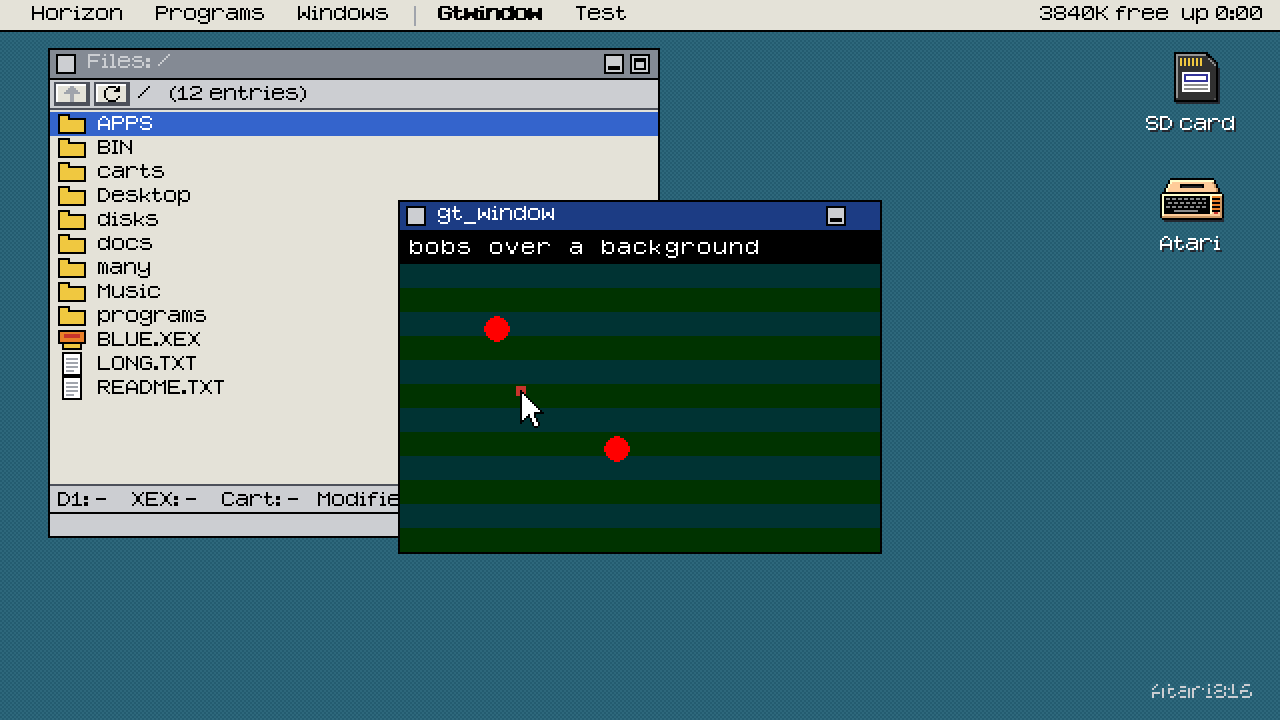 Horizon Programs Windows | Gtwindow Test 3840K free up 0:00
Files: /
/ (12 entries)
APPS
BIN
carts
Desktop
disks
docs
many
Music
programs
BLUE.XEX
LONG.TXT
README.TXT
D1: - XEX: - Cart: - Modifie
gt_window
bobs over a background
SD card
Atari
Atari816